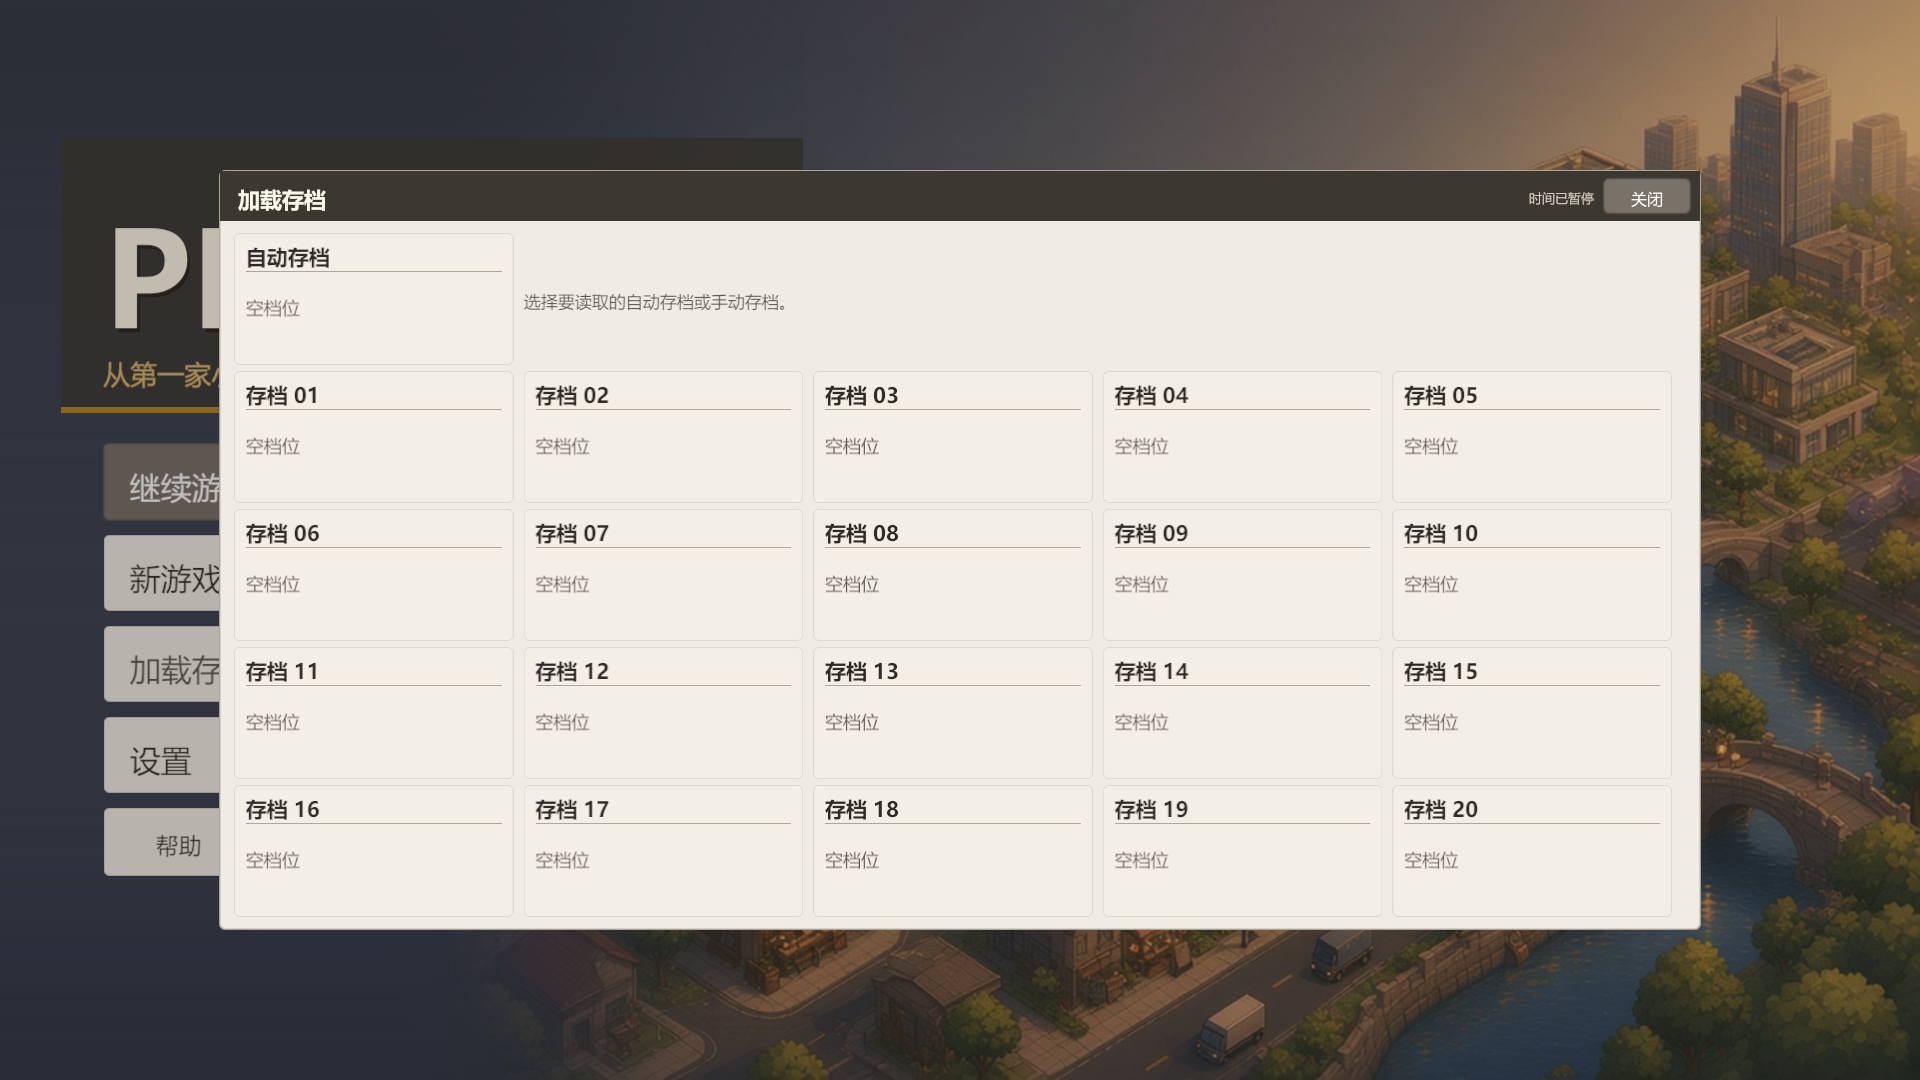 加载存档
时间已暂停
关闭
自动存档
空档位
选择要读取的自动存档或手动存档。
存档 01
空档位
存档 02
空档位
存档 03
空档位
存档 04
空档位
存档 05
空档位
存档 06
空档位
存档 07
空档位
存档 08
空档位
存档 09
空档位
存档 10
空档位
存档 11
空档位
存档 12
空档位
存档 13
空档位
存档 14
空档位
存档 15
空档位
存档 16
空档位
存档 17
空档位
存档 18
空档位
存档 19
空档位
存档 20
空档位
P
从第一家
继续游
新游戏
加载存
设置
帮助